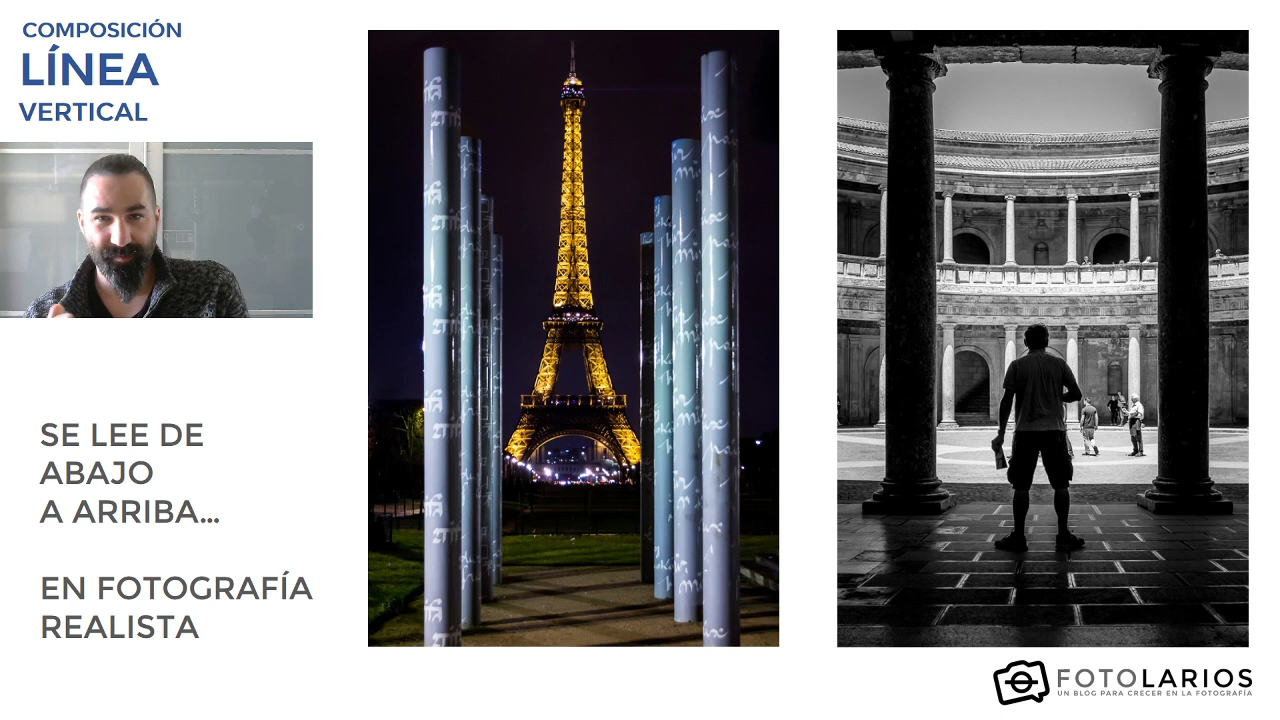 COMPOSICIÓN
LÍNEA
VERTICAL
SE LEE DE
ABAJO
A ARRIBA...
EN FOTOGRAFÍA
REALISTA
FOTOLARIOS
UN BLOG PARA CRECER EN LA FOTOGRAFÍA